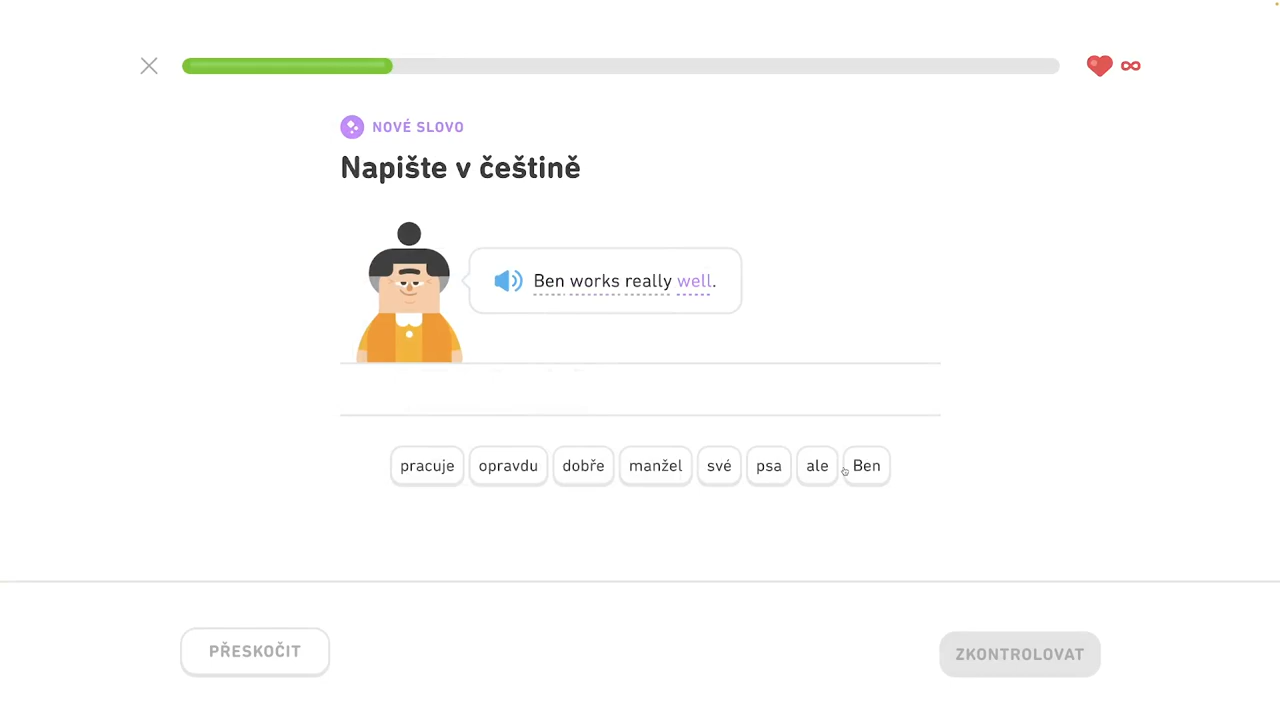 NOVÉ SLOVO
Napište v češtině
Ben works really well.
pracuje opravdu dobře manžel své psa ale Ben
PŘESKOČIT ZKONTROLOVAT